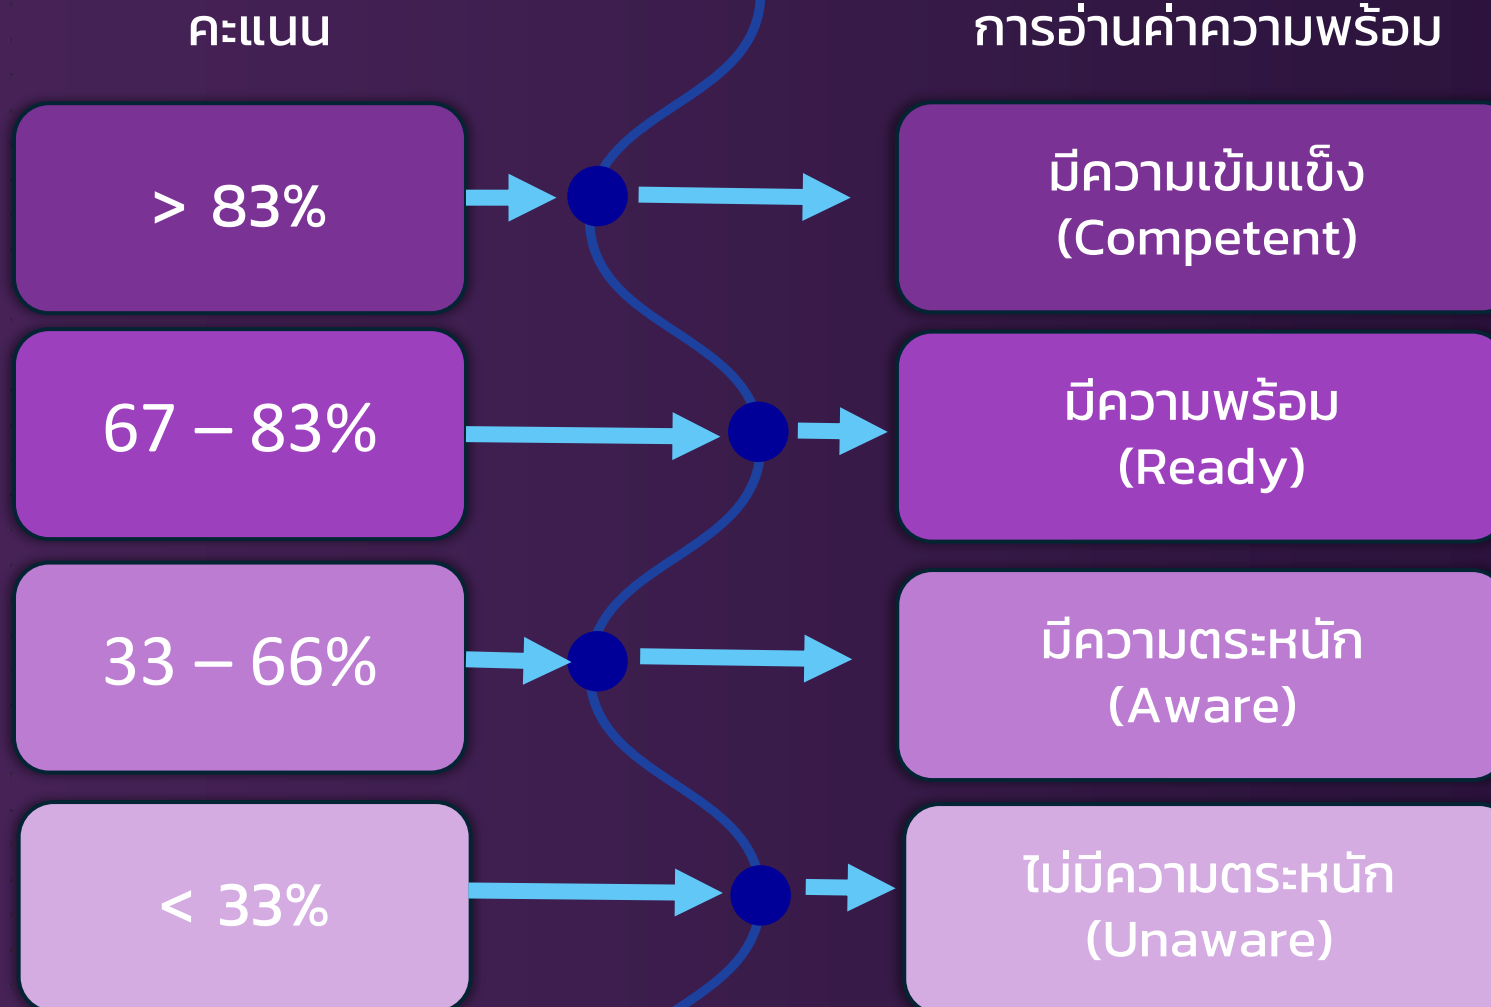 คะแนน
การอ่านค่าความพร้อม
> 83%
มีความเข้มแข็ง
(Competent)
67 – 83%
มีความพร้อม
(Ready)
33 – 66%
มีความตระหนัก
(Aware)
< 33%
ไม่มีความตระหนัก
(Unaware)